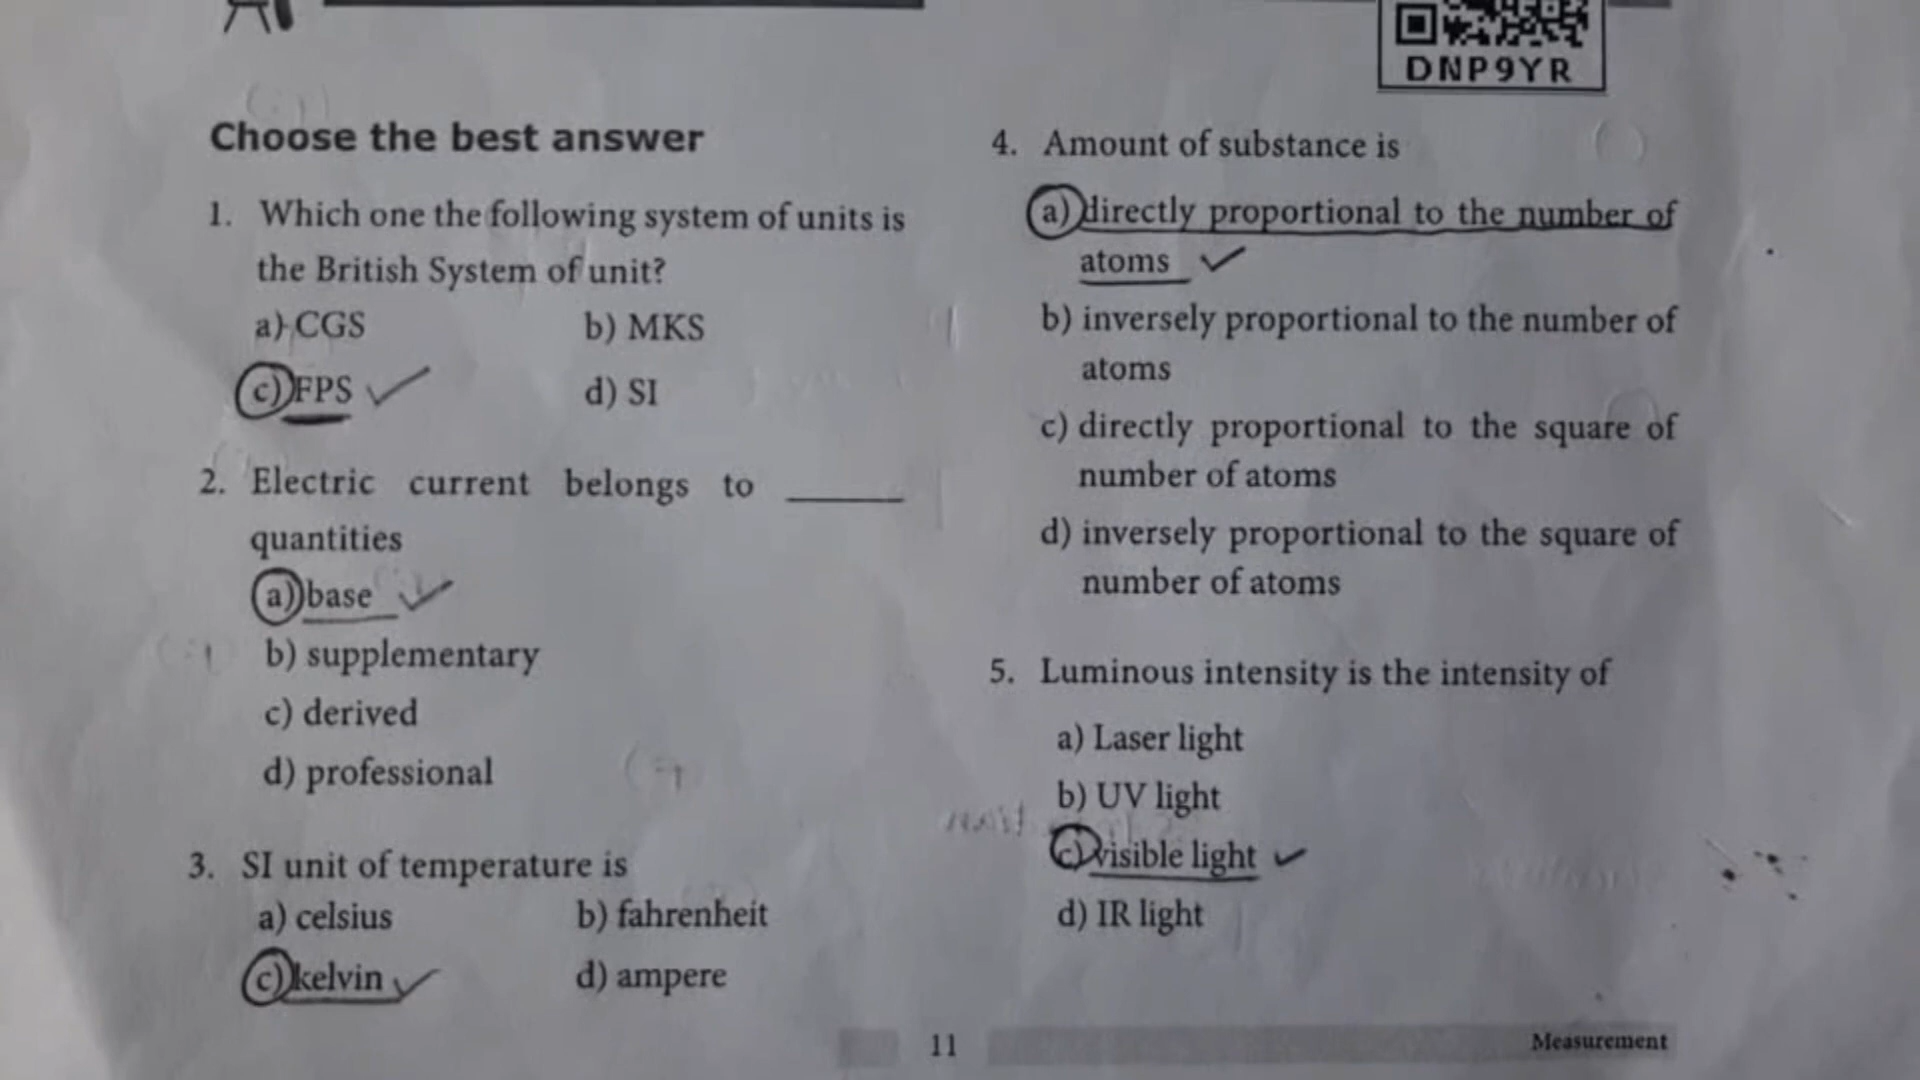 DNP9YR
Choose the best answer
1. Which one the following system of units is
the British System of unit?
a) CGS
b) MKS
c) FPS
d) SI
2. Electric current belongs to ______
quantities
a) base
b) supplementary
c) derived
d) professional
3. SI unit of temperature is
a) celsius
b) fahrenheit
c) kelvin
d) ampere
4. Amount of substance is
a) directly proportional to the number of
atoms
b) inversely proportional to the number of
atoms
c) directly proportional to the square of
number of atoms
d) inversely proportional to the square of
number of atoms
5. Luminous intensity is the intensity of
a) Laser light
b) UV light
c) visible light
d) IR light
11
Measurement